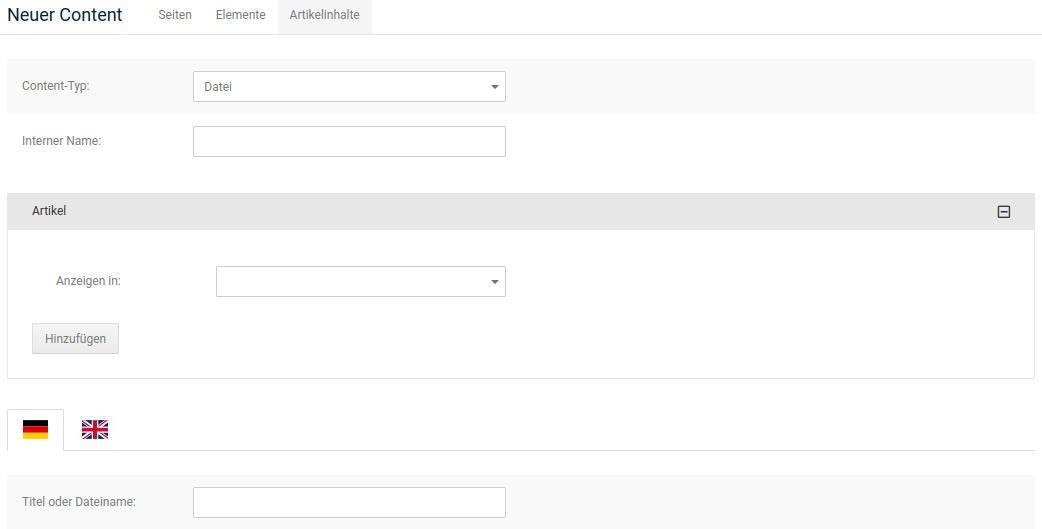 Neuer Content Seiten Elemente Artikelinhalte
Content-Typ: Datei
Interner Name:
Artikel
Anzeigen in:
Hinzufügen
Titel oder Dateiname: